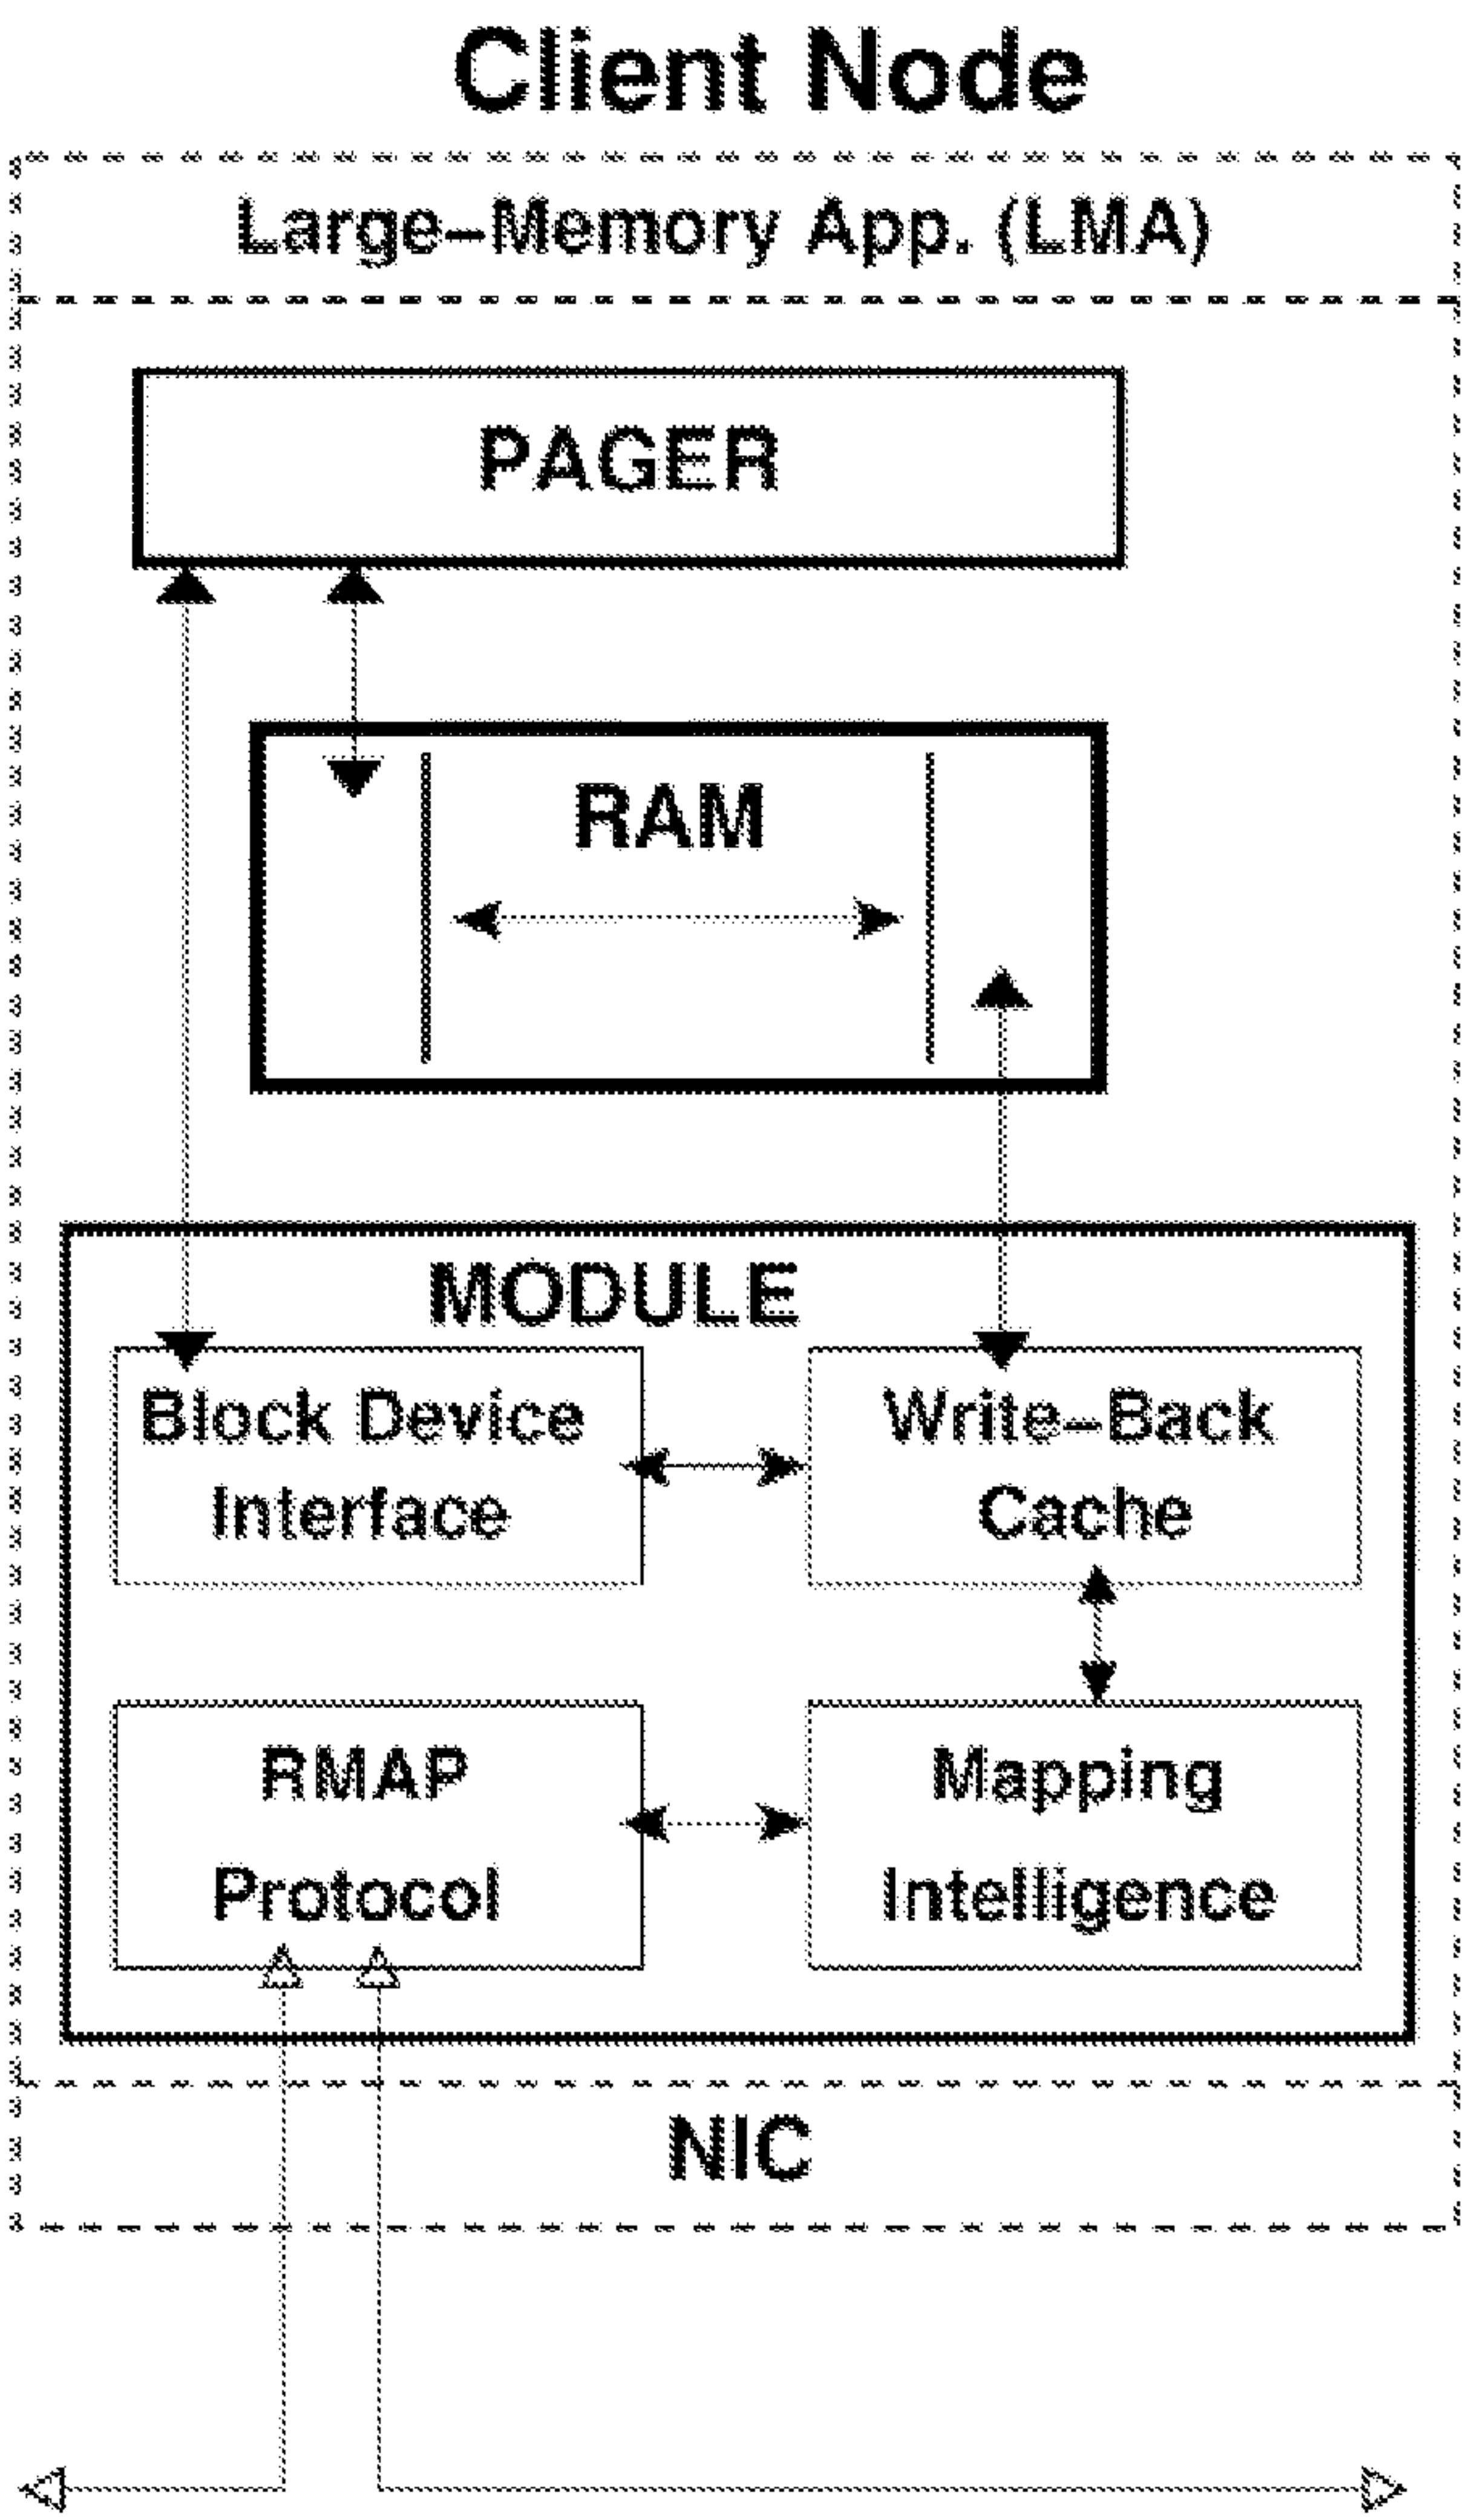 Client Node
Large-Memory App. (LMA)
PAGER
RAM
MODULE
Block Device
Interface
Write-Back
Cache
RMAP
Protocol
Mapping
Intelligence
NIC